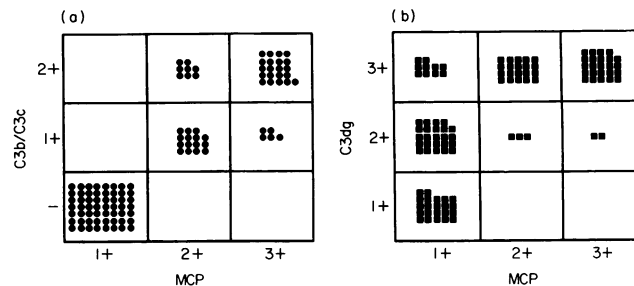 (a)
C3b/C3c
2+
1+
−
1+ 2+ 3+
MCP
(b)
C3dg
3+
2+
1+
1+ 2+ 3+
MCP